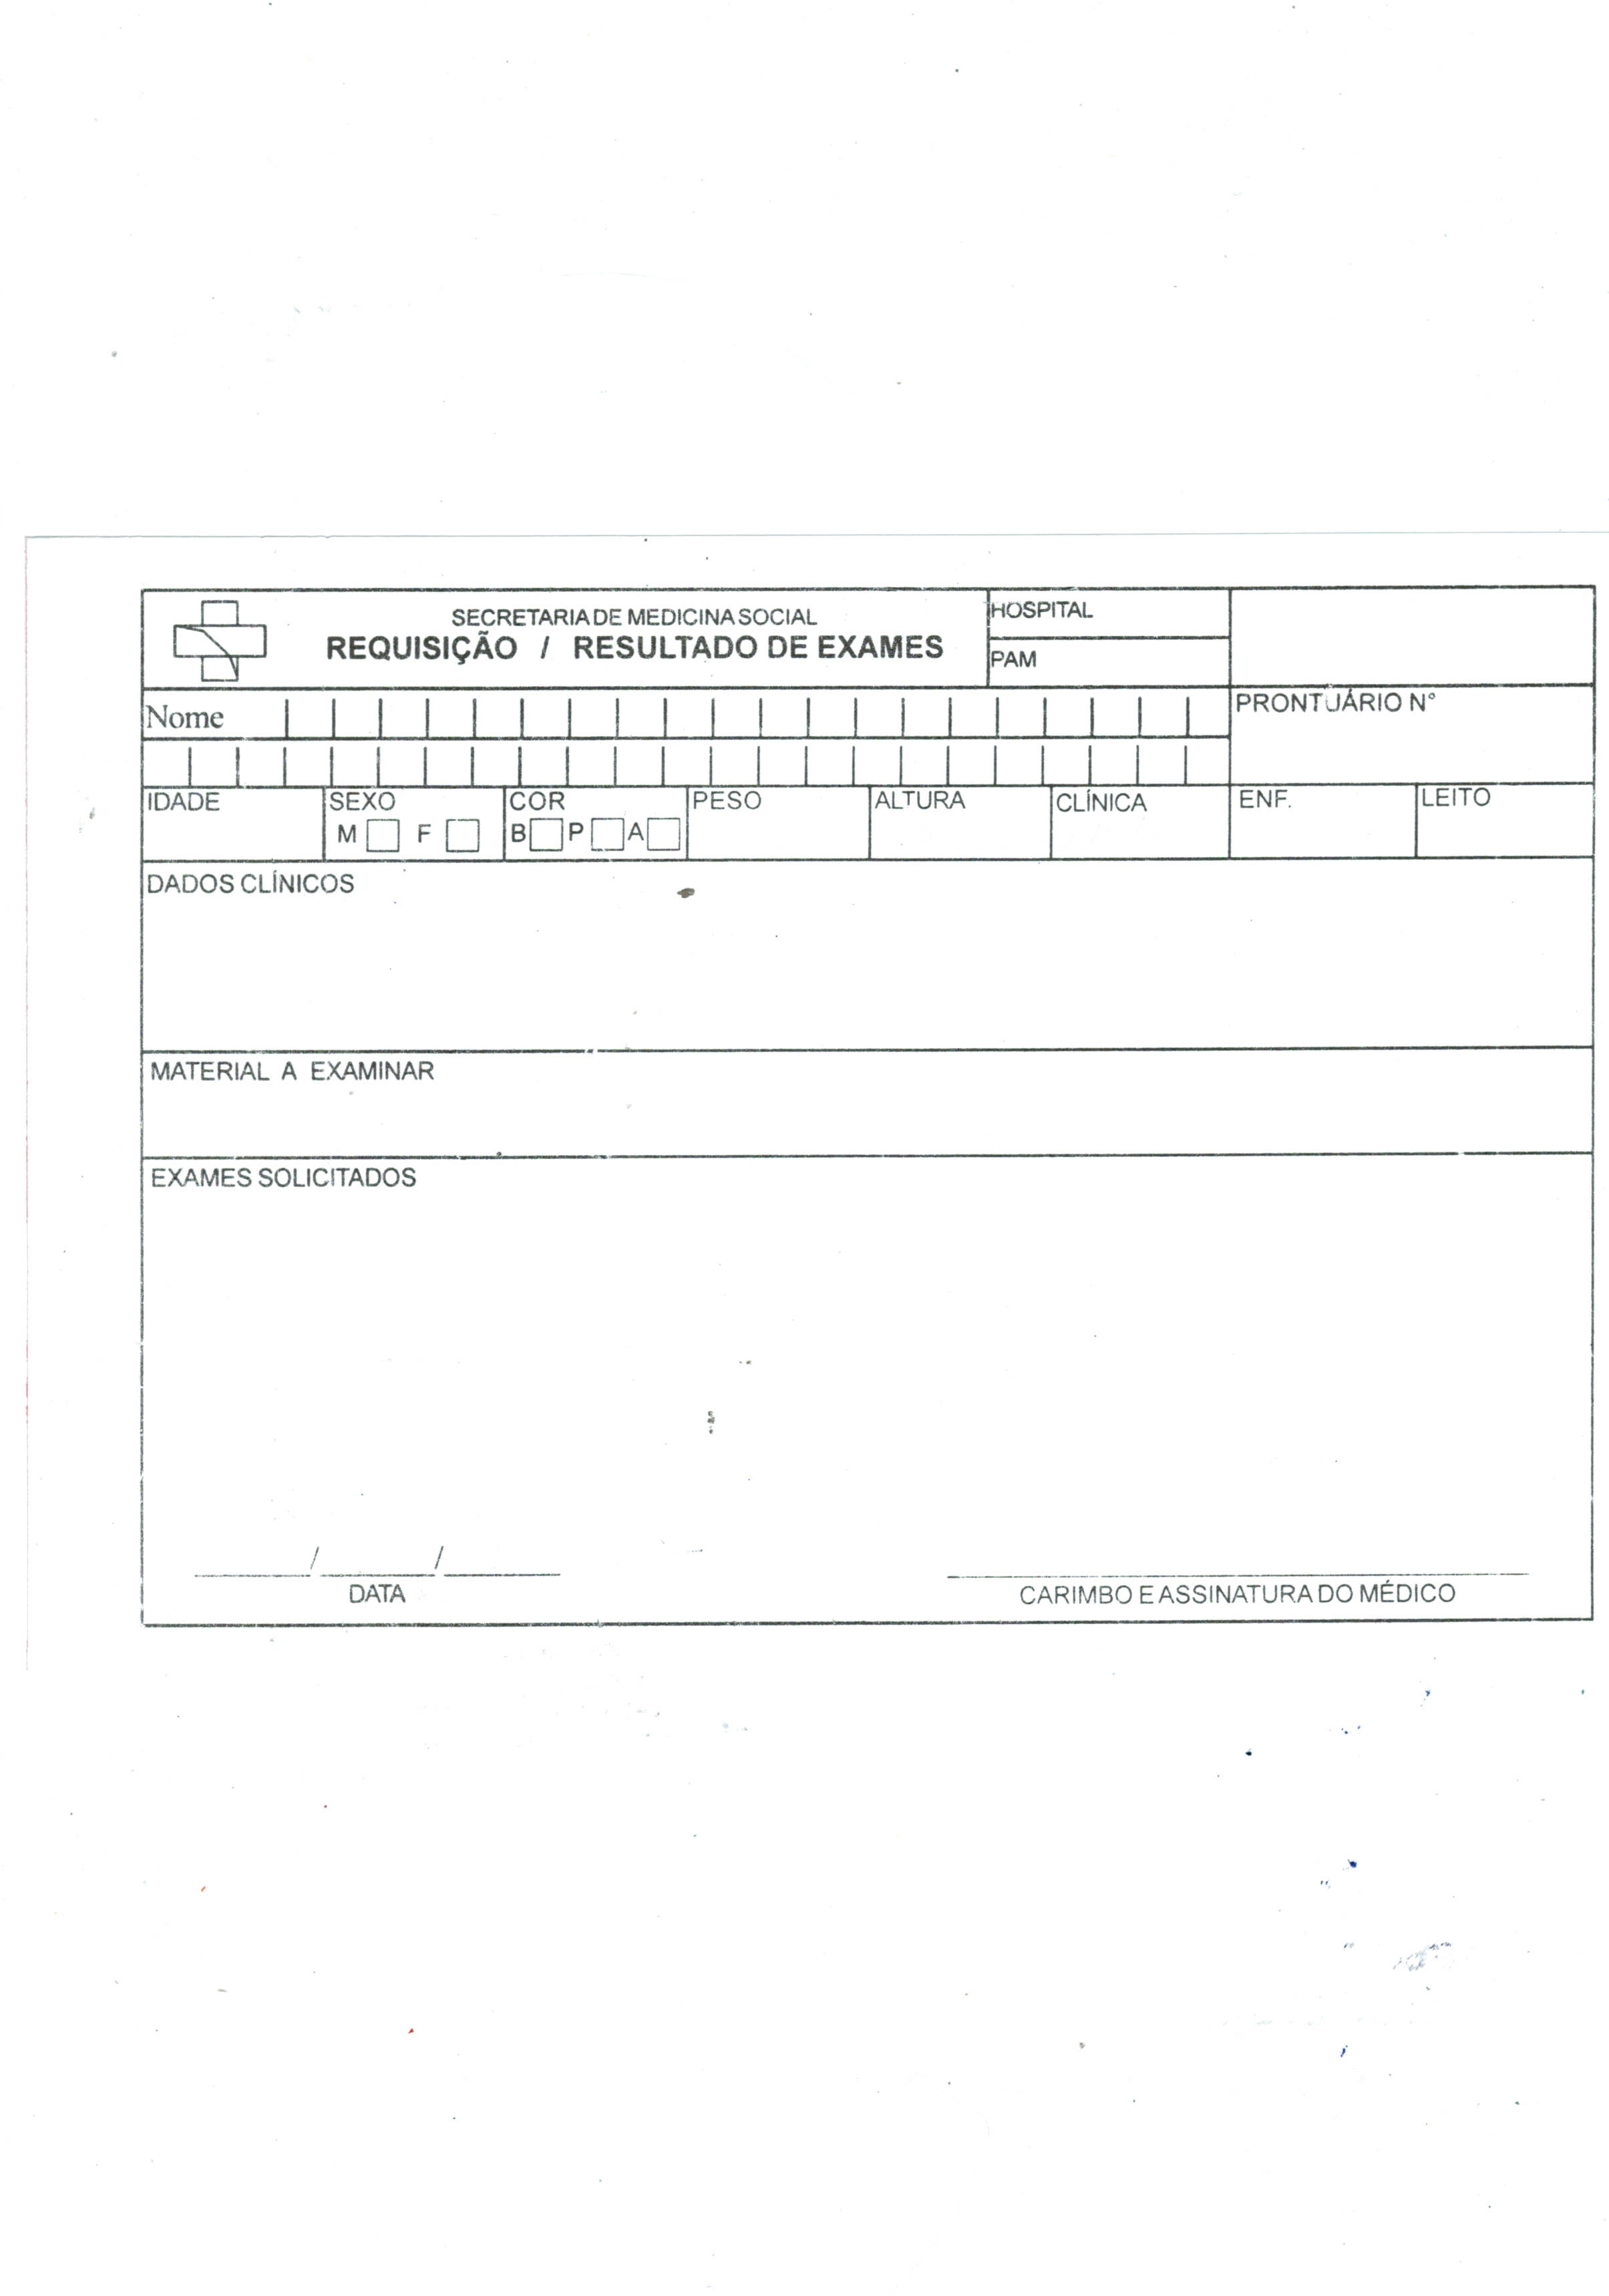 SECRETARIA DE MEDICINA SOCIAL
REQUISIÇÃO / RESULTADO DE EXAMES
HOSPITAL
PAM
Nome
PRONTUÁRIO N°
IDADE SEXO COR PESO ALTURA CLÍNICA ENF. LEITO
M F B P A
DADOS CLÍNICOS
MATERIAL A EXAMINAR
EXAMES SOLICITADOS
/ /
DATA
CARIMBO E ASSINATURA DO MÉDICO